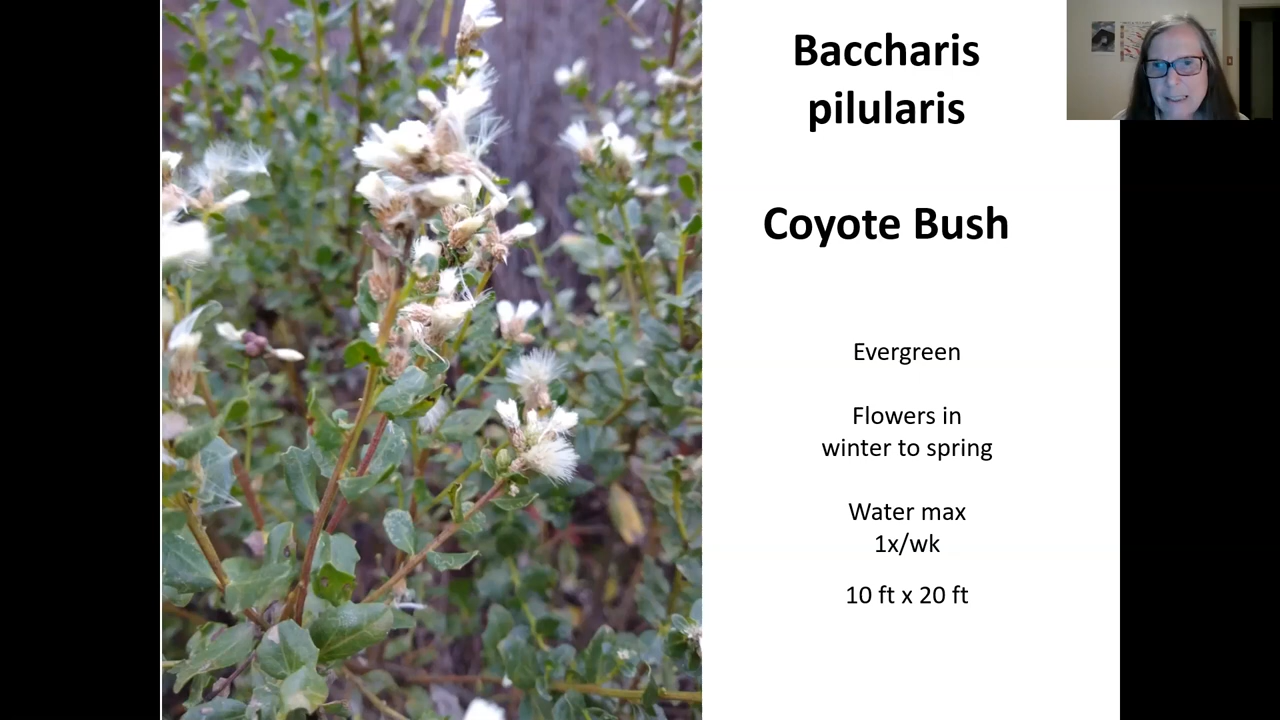 Baccharis
pilularis
Coyote Bush
Evergreen
Flowers in
winter to spring
Water max
1x/wk
10 ft x 20 ft